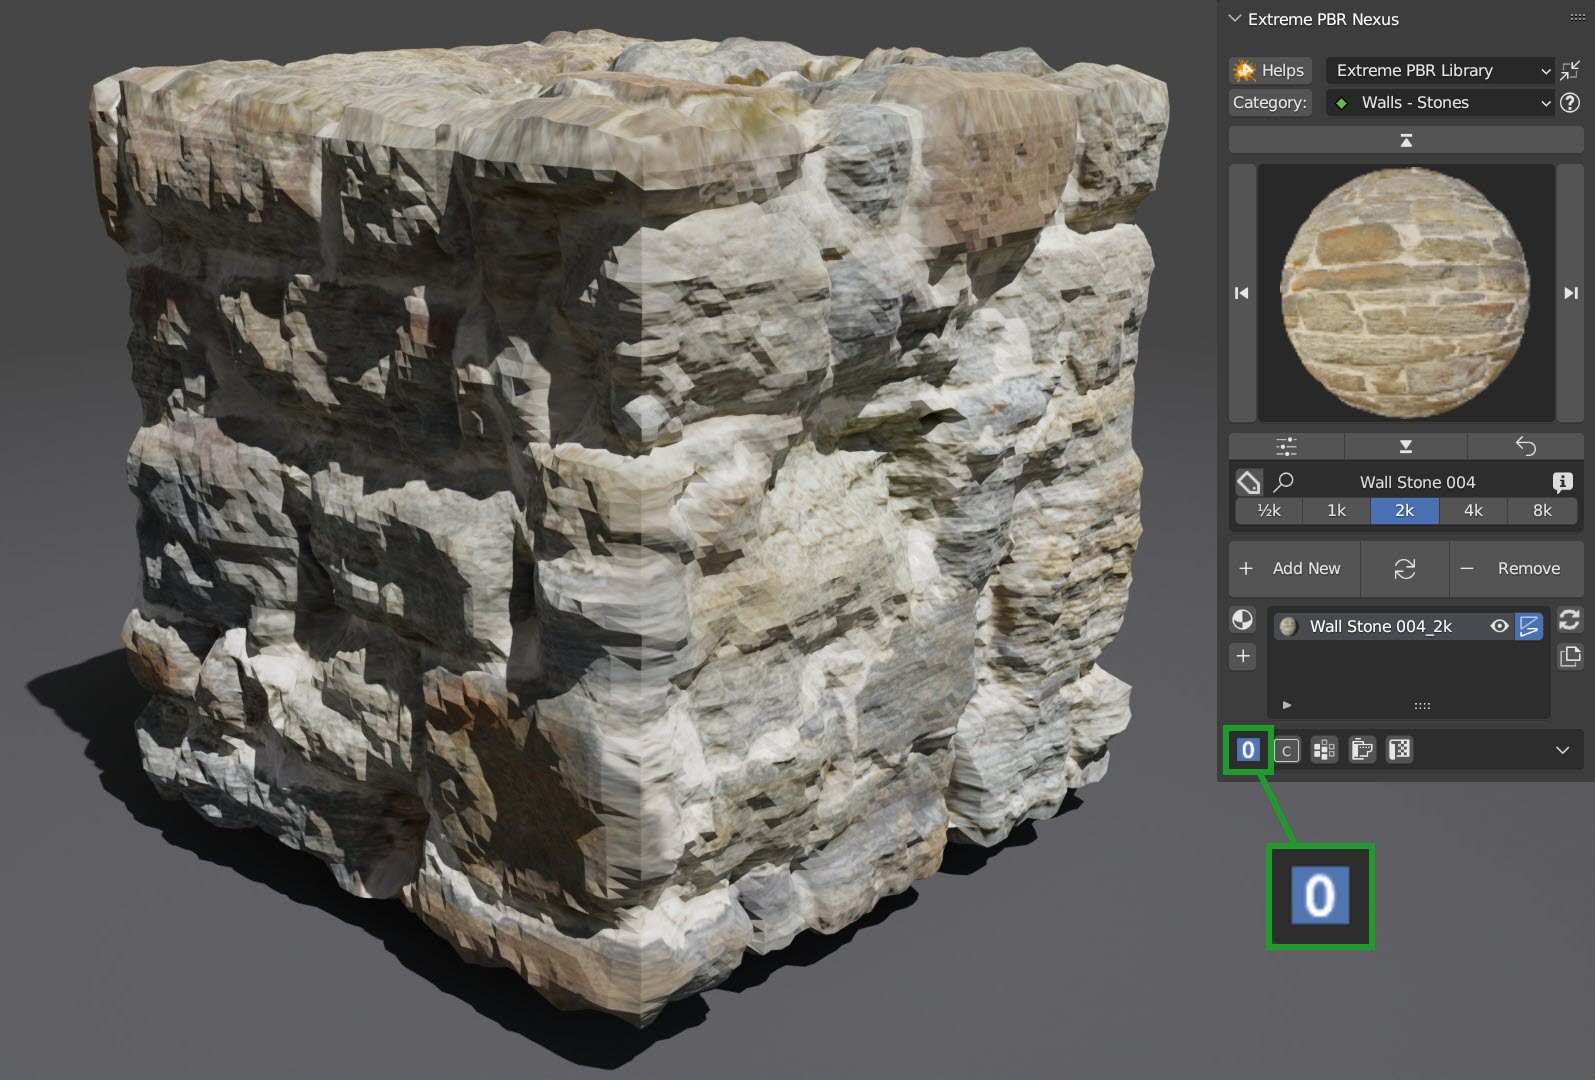 Extreme PBR Nexus
Helps
Extreme PBR Library
Category:
Walls - Stones
Wall Stone 004
½k
1k
2k
4k
8k
+ Add New
− Remove
Wall Stone 004_2k
0
C
0